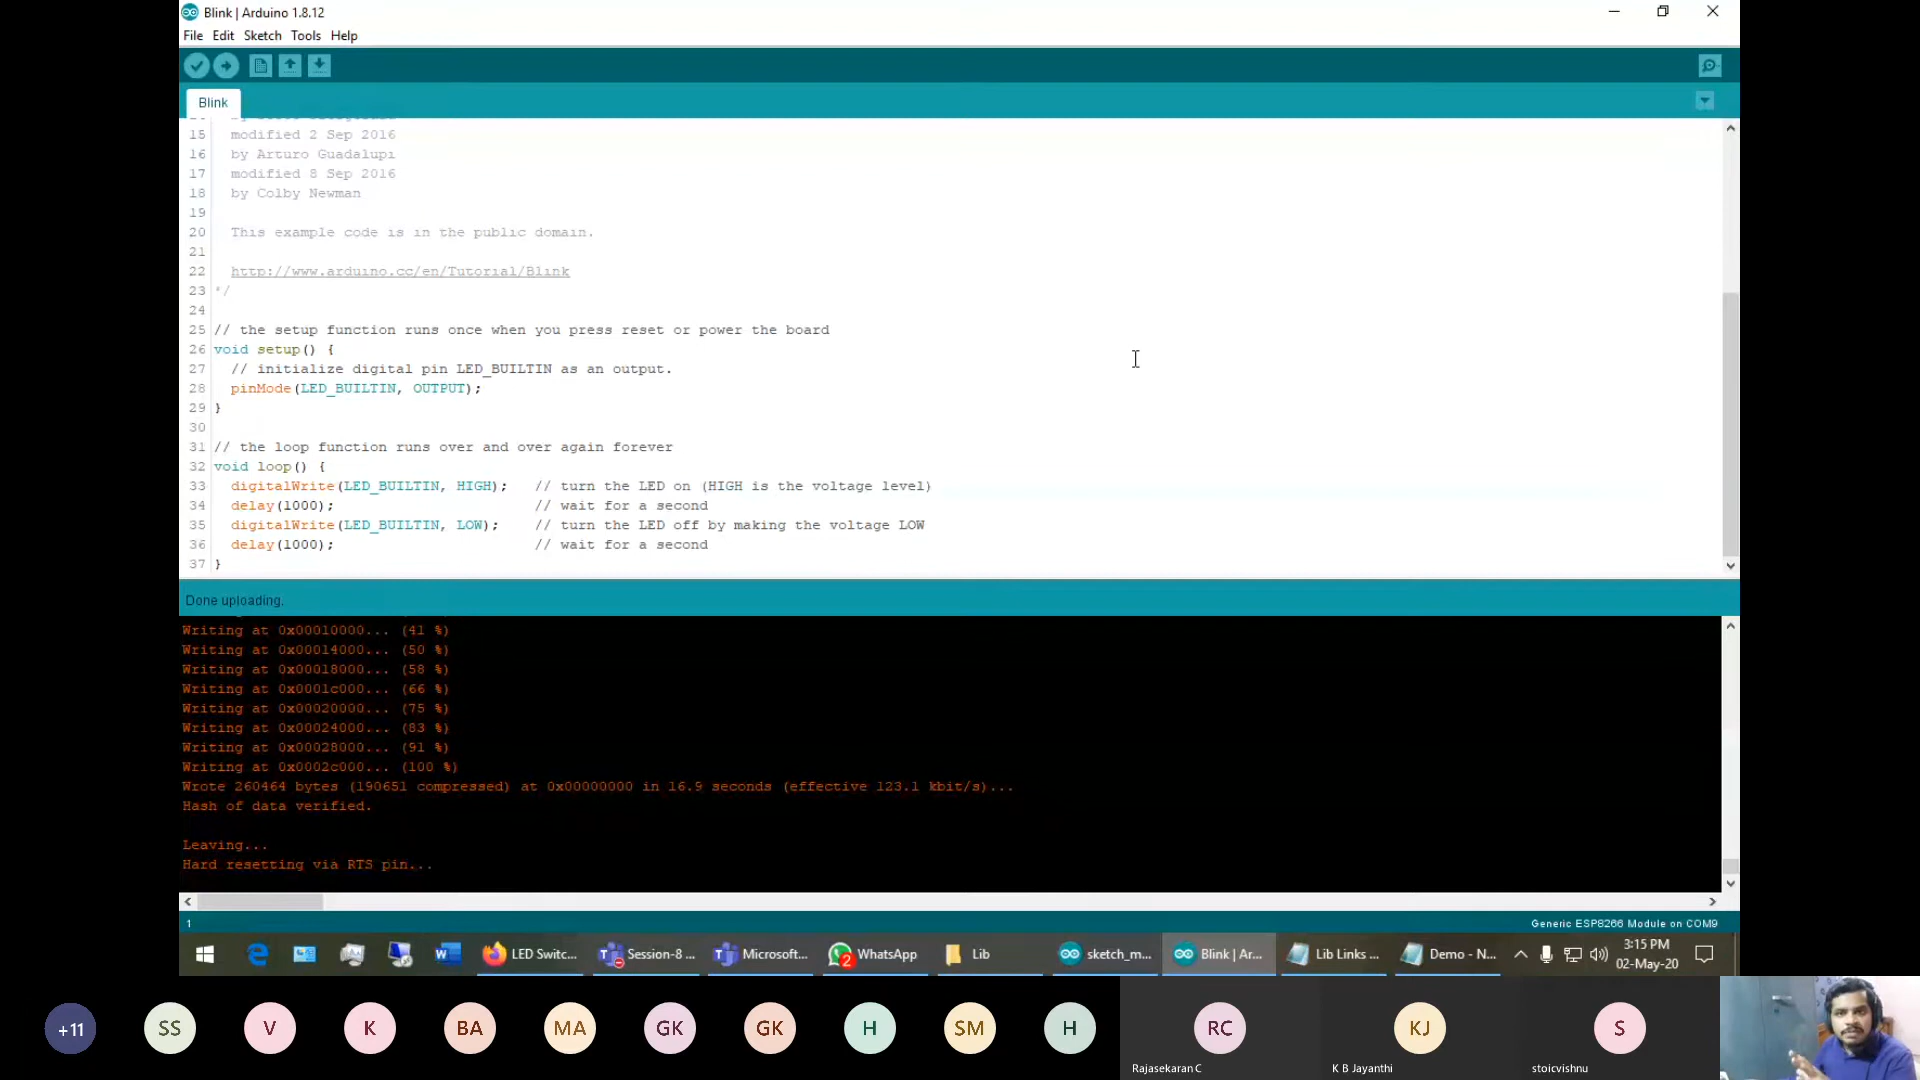 Blink | Arduino 1.8.12
File Edit Sketch Tools Help
Blink
15 modified 2 Sep 2016
16 by Arturo Guadalupi
17 modified 8 Sep 2016
18 by Colby Newman
19
20 This example code is in the public domain.
21
22 http://www.arduino.cc/en/Tutorial/Blink
23 */
24
25 // the setup function runs once when you press reset or power the board
26 void setup() {
27 // initialize digital pin LED_BUILTIN as an output.
28 pinMode(LED_BUILTIN, OUTPUT);
29 }
30
31 // the loop function runs over and over again forever
32 void loop() {
33 digitalWrite(LED_BUILTIN, HIGH); // turn the LED on (HIGH is the voltage level)
34 delay(1000); // wait for a second
35 digitalWrite(LED_BUILTIN, LOW); // turn the LED off by making the voltage LOW
36 delay(1000); // wait for a second
37 }
Done uploading.
Writing at 0x00010000... (41 %)
Writing at 0x00014000... (50 %)
Writing at 0x00018000... (58 %)
Writing at 0x0001c000... (66 %)
Writing at 0x00020000... (75 %)
Writing at 0x00024000... (83 %)
Writing at 0x00028000... (91 %)
Writing at 0x0002c000... (100 %)
Wrote 260464 bytes (190651 compressed) at 0x00000000 in 16.9 seconds (effective 123.1 kbit/s)...
Hash of data verified.
Leaving...
Hard resetting via RTS pin...
1 Generic ESP8266 Module on COM9
LED Switc... Session-8 ... Microsoft... 2 WhatsApp Lib sketch_m... Blink | Ar... Lib Links ... Demo - N... 3:15 PM
02-May-20
+11 SS V K BA MA GK GK H SM H RC KJ S
Rajasekaran C K B Jayanthi stoicvishnu